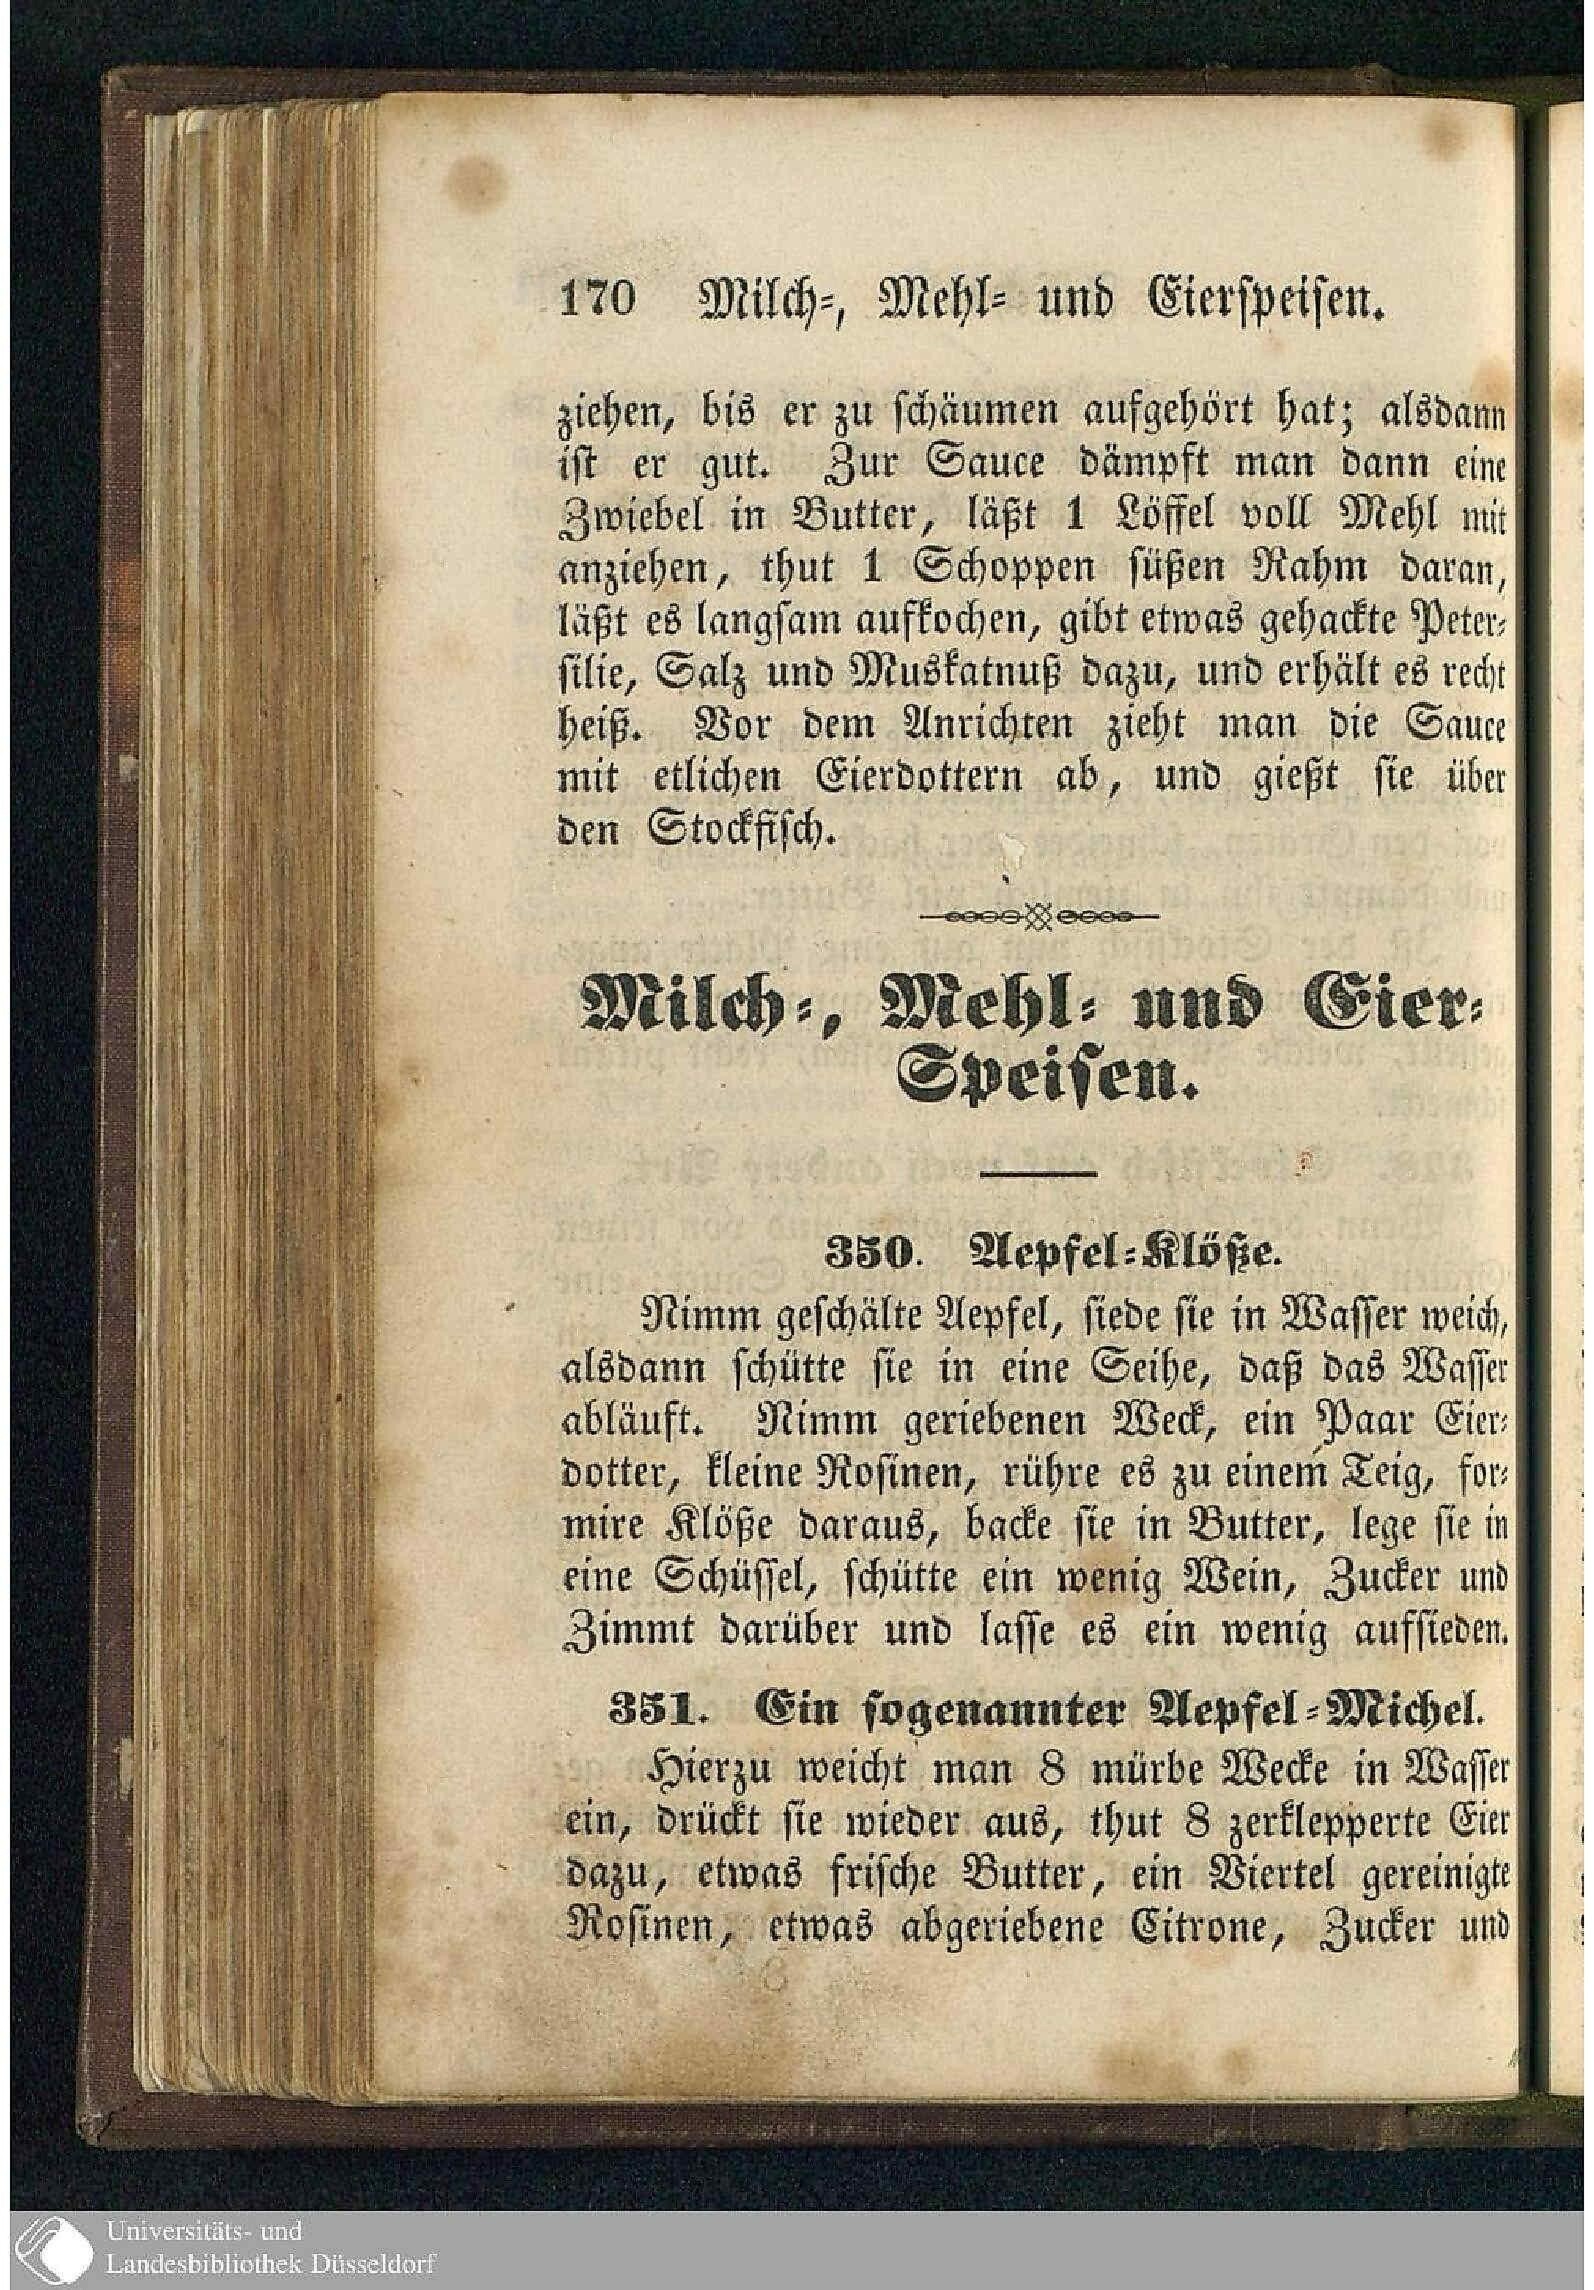 170 Milch-, Mehl- und Eierspeisen.
ziehen, bis er zu schäumen aufgehört hat; alsdann
ist er gut. Zur Sauce dämpft man dann eine
Zwiebel in Butter, läßt 1 Löffel voll Mehl mit
anziehen, thut 1 Schoppen süßen Rahm daran,
läßt es langsam aufkochen, gibt etwas gehackte Peter-
silie, Salz und Muskatnuß dazu, und erhält es recht
heiß. Vor dem Anrichten zieht man die Sauce
mit etlichen Eierdottern ab, und gießt sie über
den Stockfisch.
Milch-, Mehl- und Eier-
Speisen.
350. Aepfel-Klöße.
Nimm geschälte Aepfel, siede sie in Wasser weich,
alsdann schütte sie in eine Seihe, daß das Wasser
abläuft. Nimm geriebenen Weck, ein Paar Eier-
dotter, kleine Rosinen, rühre es zu einem Teig, for-
mire Klöße daraus, backe sie in Butter, lege sie in
eine Schüssel, schütte ein wenig Wein, Zucker und
Zimmt darüber und lasse es ein wenig aufsieden.
351. Ein sogenannter Aepfel-Michel.
Hierzu weicht man 8 mürbe Wecke in Wasser
ein, drückt sie wieder aus, thut 8 zerklepperte Eier
dazu, etwas frische Butter, ein Viertel gereinigte
Rosinen, etwas abgeriebene Citrone, Zucker und
Universitäts- und
Landesbibliothek Düsseldorf